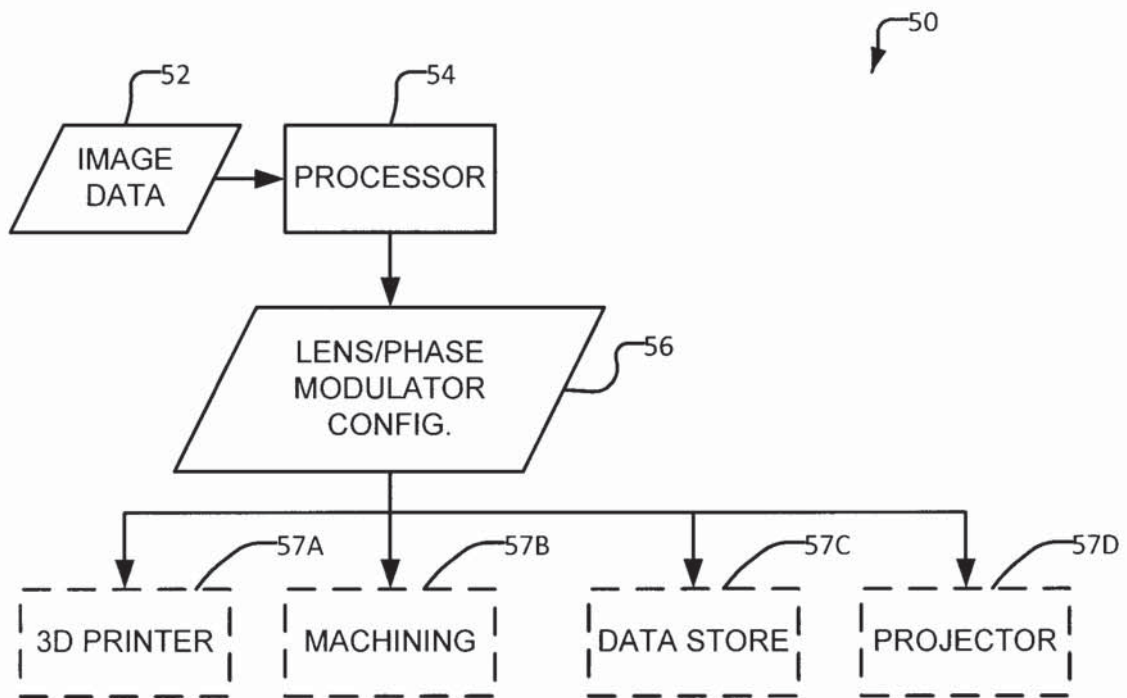 50
52
54
IMAGE
DATA
PROCESSOR
LENS/PHASE
MODULATOR
CONFIG.
56
57A
57B
57C
57D
3D PRINTER
MACHINING
DATA STORE
PROJECTOR